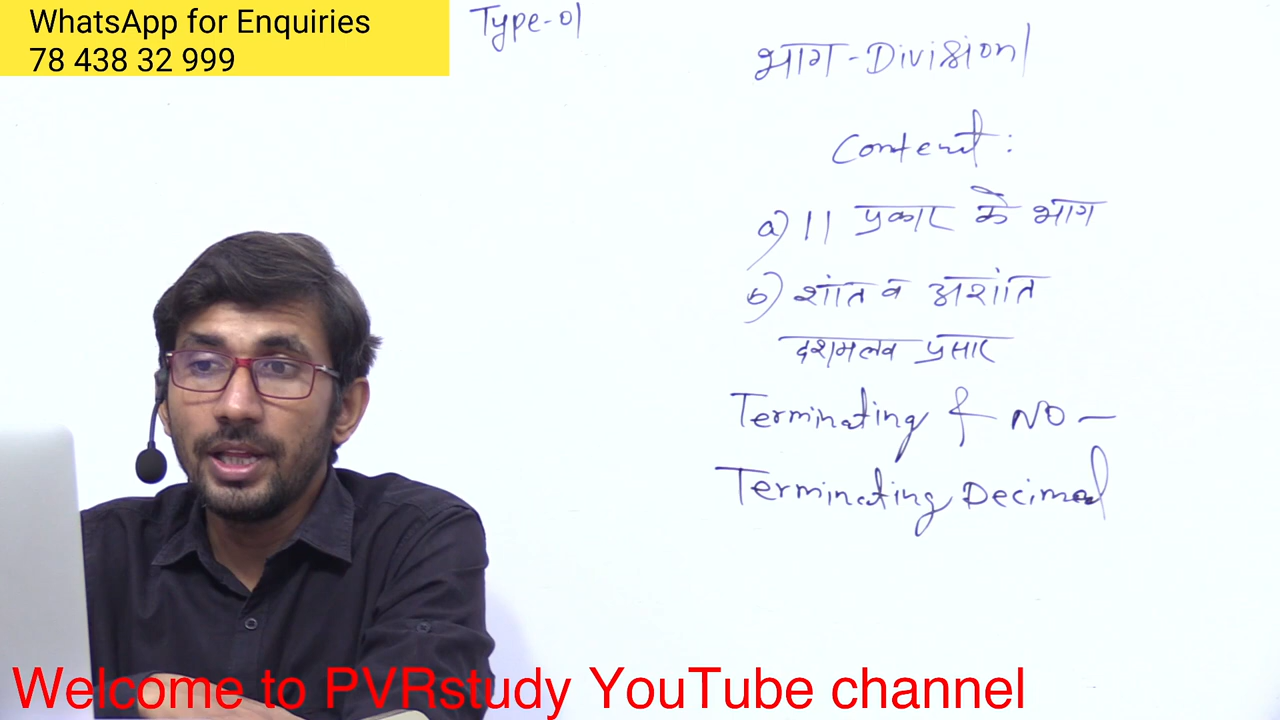 WhatsApp for Enquiries
78 438 32 999
Type-01
भाग-Division
Content:
a) 11 प्रकार के भाग
b) शांत व अशांत
दशमलव प्रसार
Terminating & NO –
Terminating Decimal
Welcome to PVRstudy YouTube channel